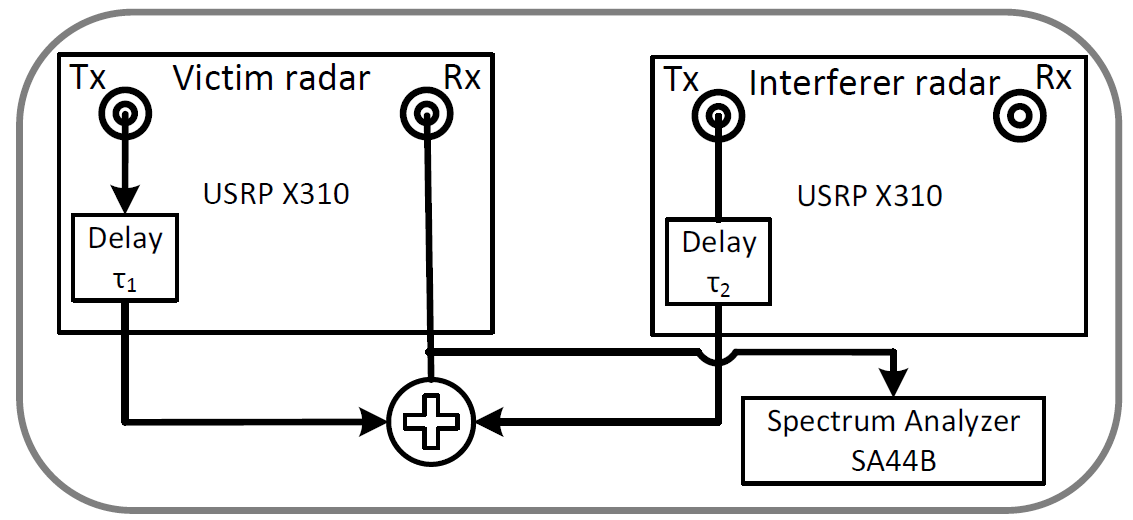 Tx Victim radar Rx
USRP X310
Delay
τ1
Tx Interferer radar Rx
USRP X310
Delay
τ2
Spectrum Analyzer
SA44B